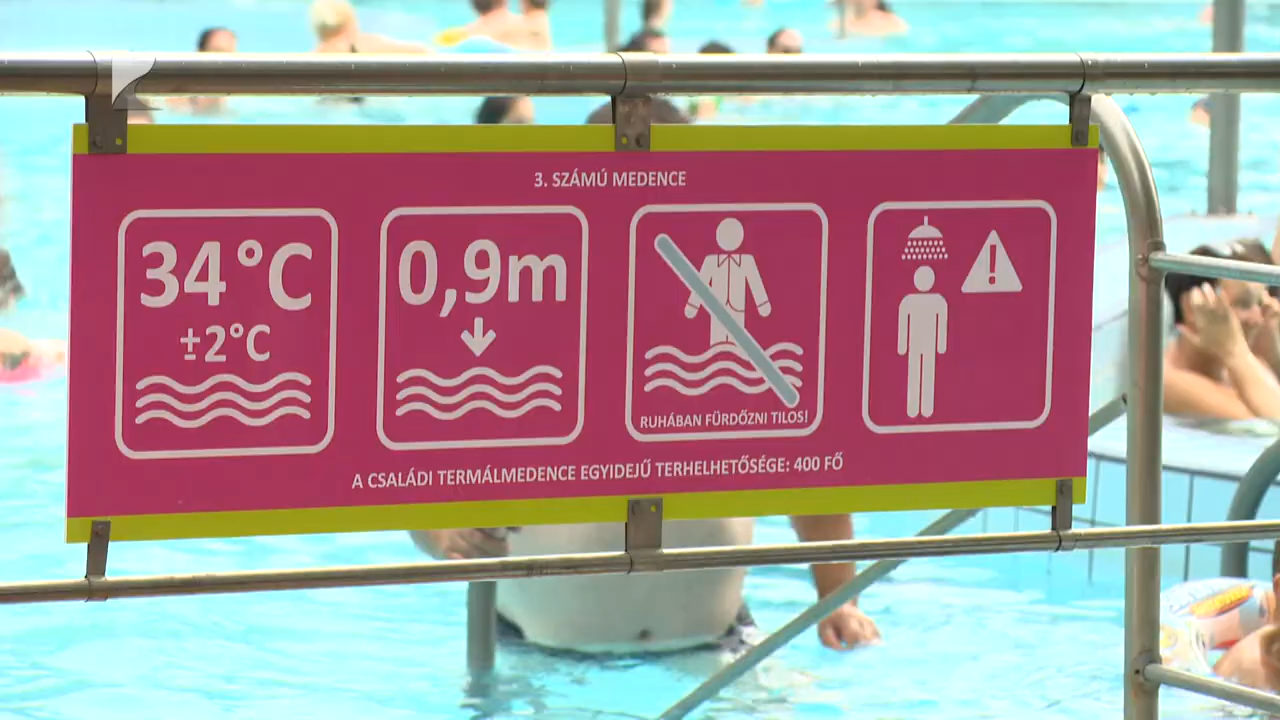 3. SZÁMÚ MEDENCE
34°C
±2°C
0,9m
RUHÁBAN FÜRDŐZNI TILOS!
A CSALÁDI TERMÁLMEDENCE EGYIDEJŰ TERHELHETŐSÉGE: 400 FŐ